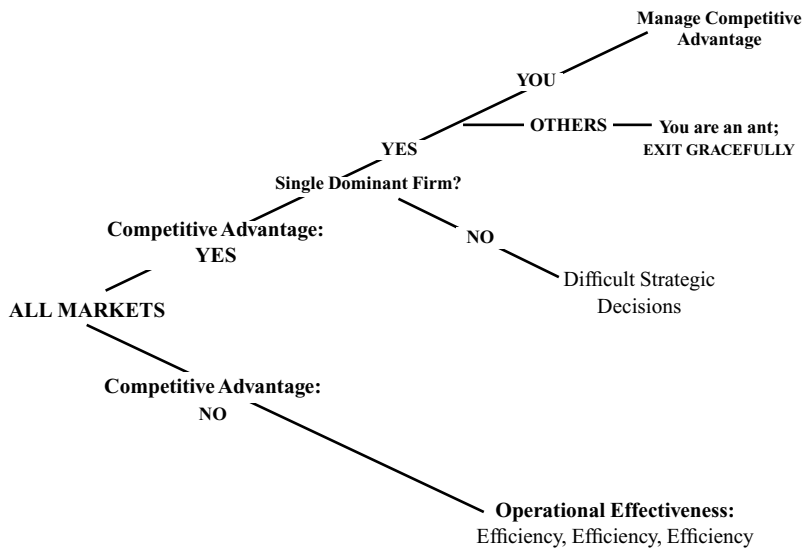 Manage Competitive
Advantage
YOU
OTHERS
You are an ant;
EXIT GRACEFULLY
YES
Single Dominant Firm?
Competitive Advantage:
YES
NO
Difficult Strategic
Decisions
ALL MARKETS
Competitive Advantage:
NO
Operational Effectiveness:
Efficiency, Efficiency, Efficiency